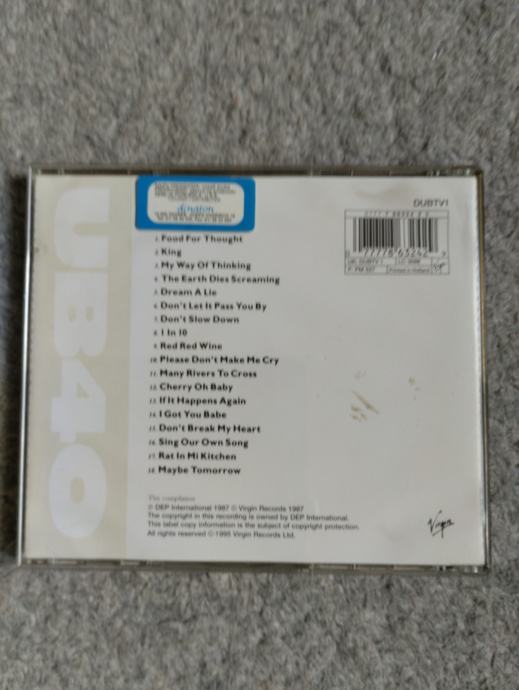 dinaton
DUBTV1
UB40
1. Food For Thought
2. King
3. My Way Of Thinking
4. The Earth Dies Screaming
5. Dream A Lie
6. Don't Let It Pass You By
7. Don't Slow Down
8. 1 In 10
9. Red Red Wine
10. Please Don't Make Me Cry
11. Many Rivers To Cross
12. Cherry Oh Baby
13. If It Happens Again
14. I Got You Babe
15. Don't Break My Heart
16. Sing Our Own Song
17. Rat In Mi Kitchen
18. Maybe Tomorrow
This compilation
℗ DEP International 1987 © Virgin Records 1987
The copyright in this recording is owned by DEP International.
This label copy information is the subject of copyright protection.
All rights reserved ©1995 Virgin Records Ltd.
Virgin